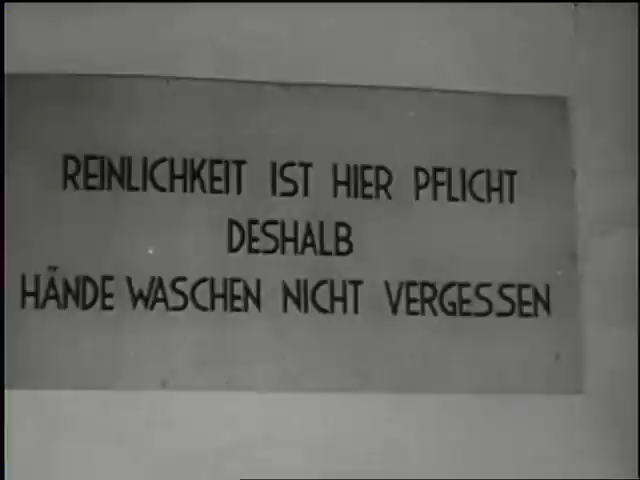 REINLICHKEIT IST HIER PFLICHT
DESHALB
HÄNDE WASCHEN NICHT VERGESSEN